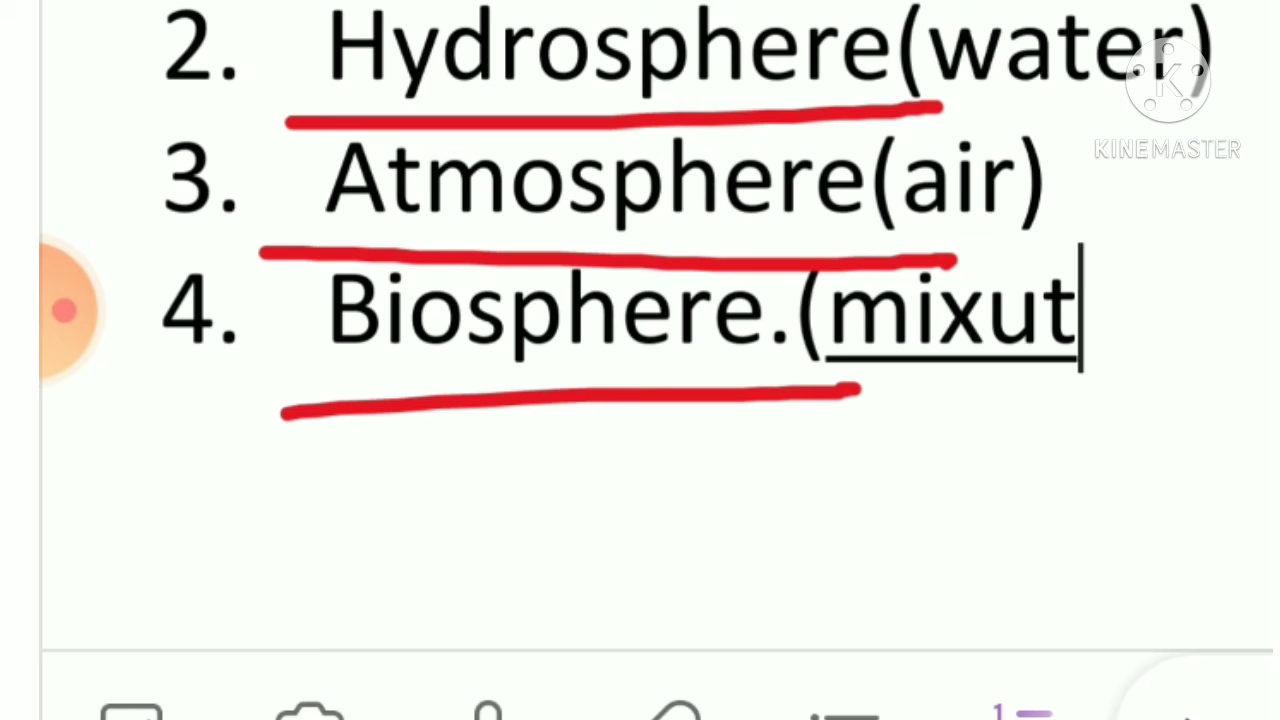 2. Hydrosphere(water)
KINEMASTER
3. Atmosphere(air)
4. Biosphere.(mixut